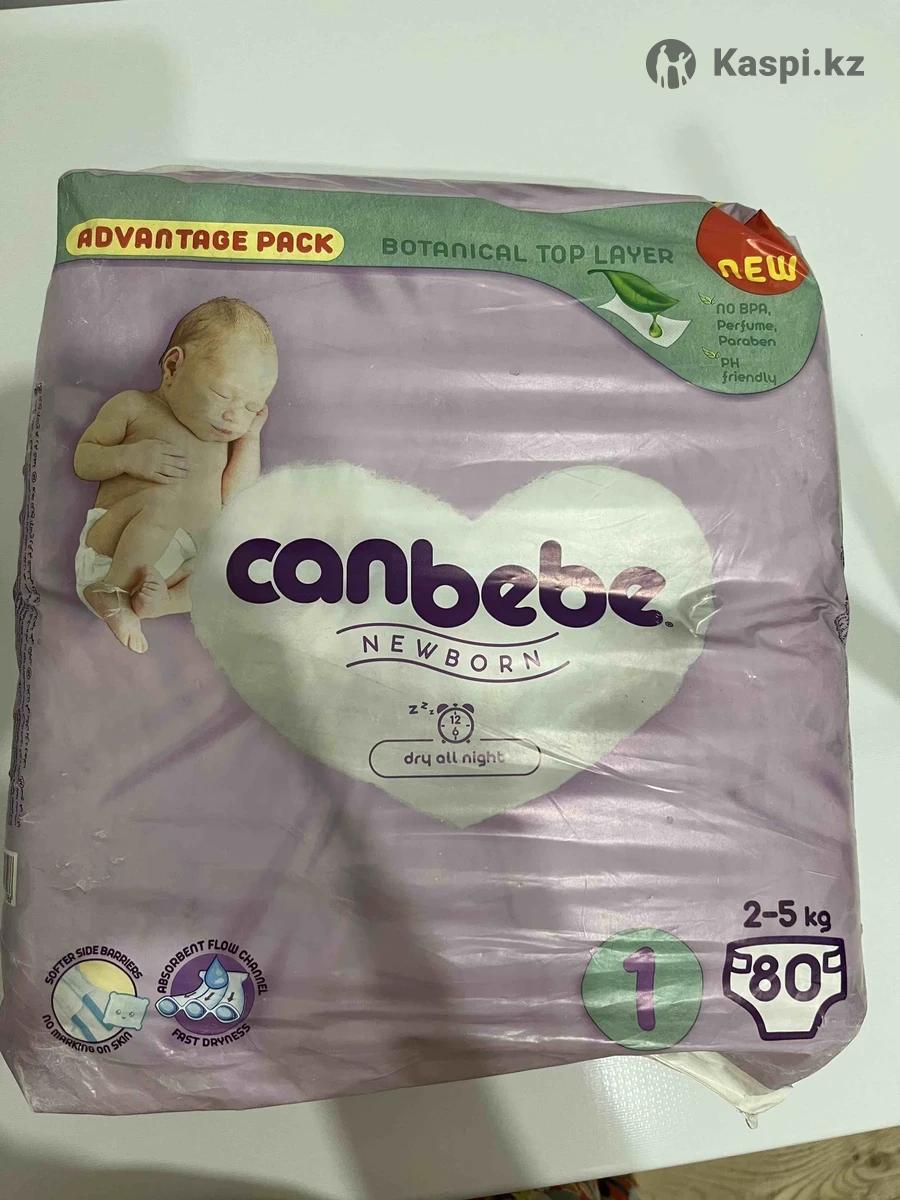 Kaspi.kz
ADVANTAGE PACK
BOTANICAL TOP LAYER
NEW
NO BPA,
Perfume,
Paraben
PH
friendly
canbebe®
NEWBORN
zzz
12
6
dry all night
2-5 kg
80
1
SOFTER SIDE BARRIERS
NO MARKING ON SKIN
ABSORBENT FLOW CHANNEL
FAST DRYNESS